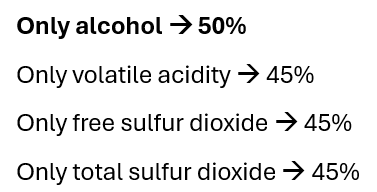 Only alcohol → 50%
Only volatile acidity → 45%
Only free sulfur dioxide → 45%
Only total sulfur dioxide → 45%